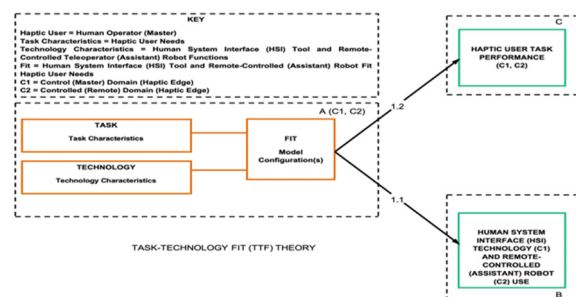 KEY
Haptic User = Human Operator (Master)
Task Characteristics = Haptic User Needs
Technology Characteristics = Human System Interface (HSI) Tool and Remote-
Controlled Teleoperator (Assistant) Robot Functions
Fit = Human System Interface (HSI) Tool and Remote-Controlled (Assistant) Robot Fit
Haptic User Needs
C1 = Control (Master) Domain (Haptic Edge)
C2 = Controlled (Remote) Domain (Haptic Edge)
C
HAPTIC USER TASK
PERFORMANCE
(C1, C2)
A (C1, C2)
1.2
TASK
Task Characteristics
FIT
Model
Configuration(s)
TECHNOLOGY
Technology Characteristics
1.1
TASK-TECHNOLOGY FIT (TTF) THEORY
HUMAN SYSTEM
INTERFACE (HSI)
TECHNOLOGY (C1)
AND REMOTE-
CONTROLLED
(ASSISTANT) ROBOT
(C2) USE
B